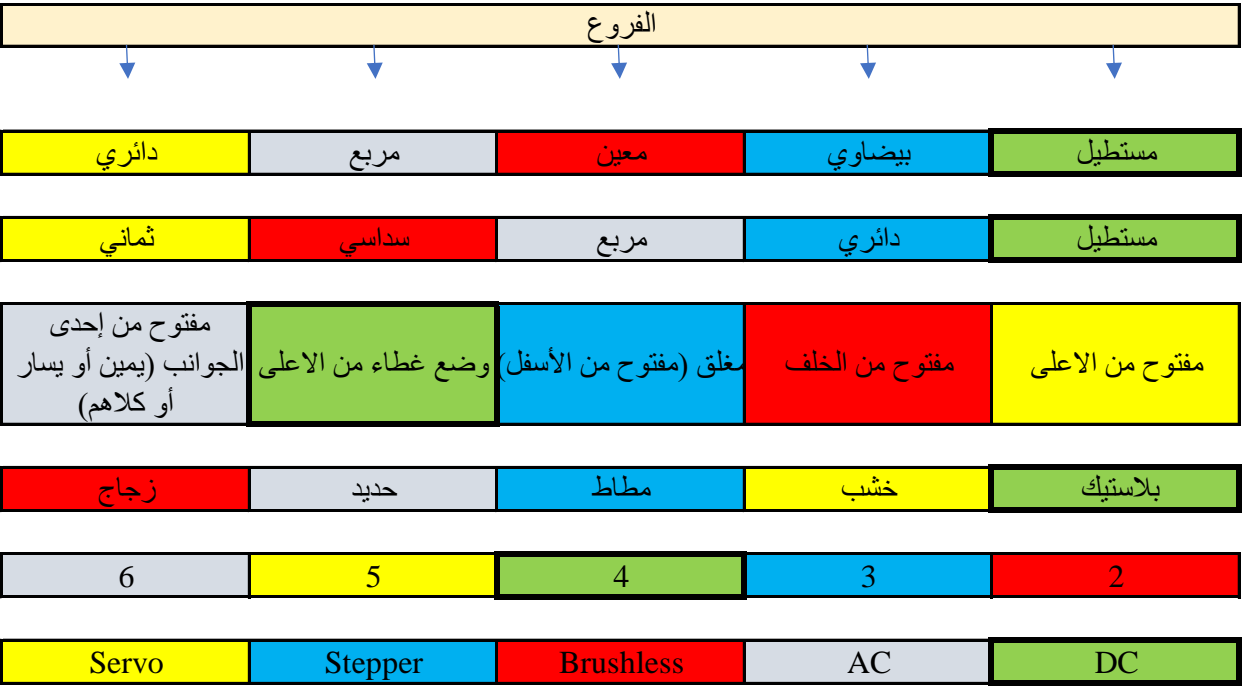 الفروع
مستطيل بيضاوي معين مربع دائري
مستطيل دائري مربع سداسي ثماني
مفتوح من الاعلى مفتوح من الخلف مغلق (مفتوح من الأسفل) وضع غطاء من الاعلى مفتوح من إحدى
الجوانب (يمين أو يسار
أو كلاهم)
بلاستيك خشب مطاط حديد زجاج
2 3 4 5 6
DC AC Brushless Stepper Servo